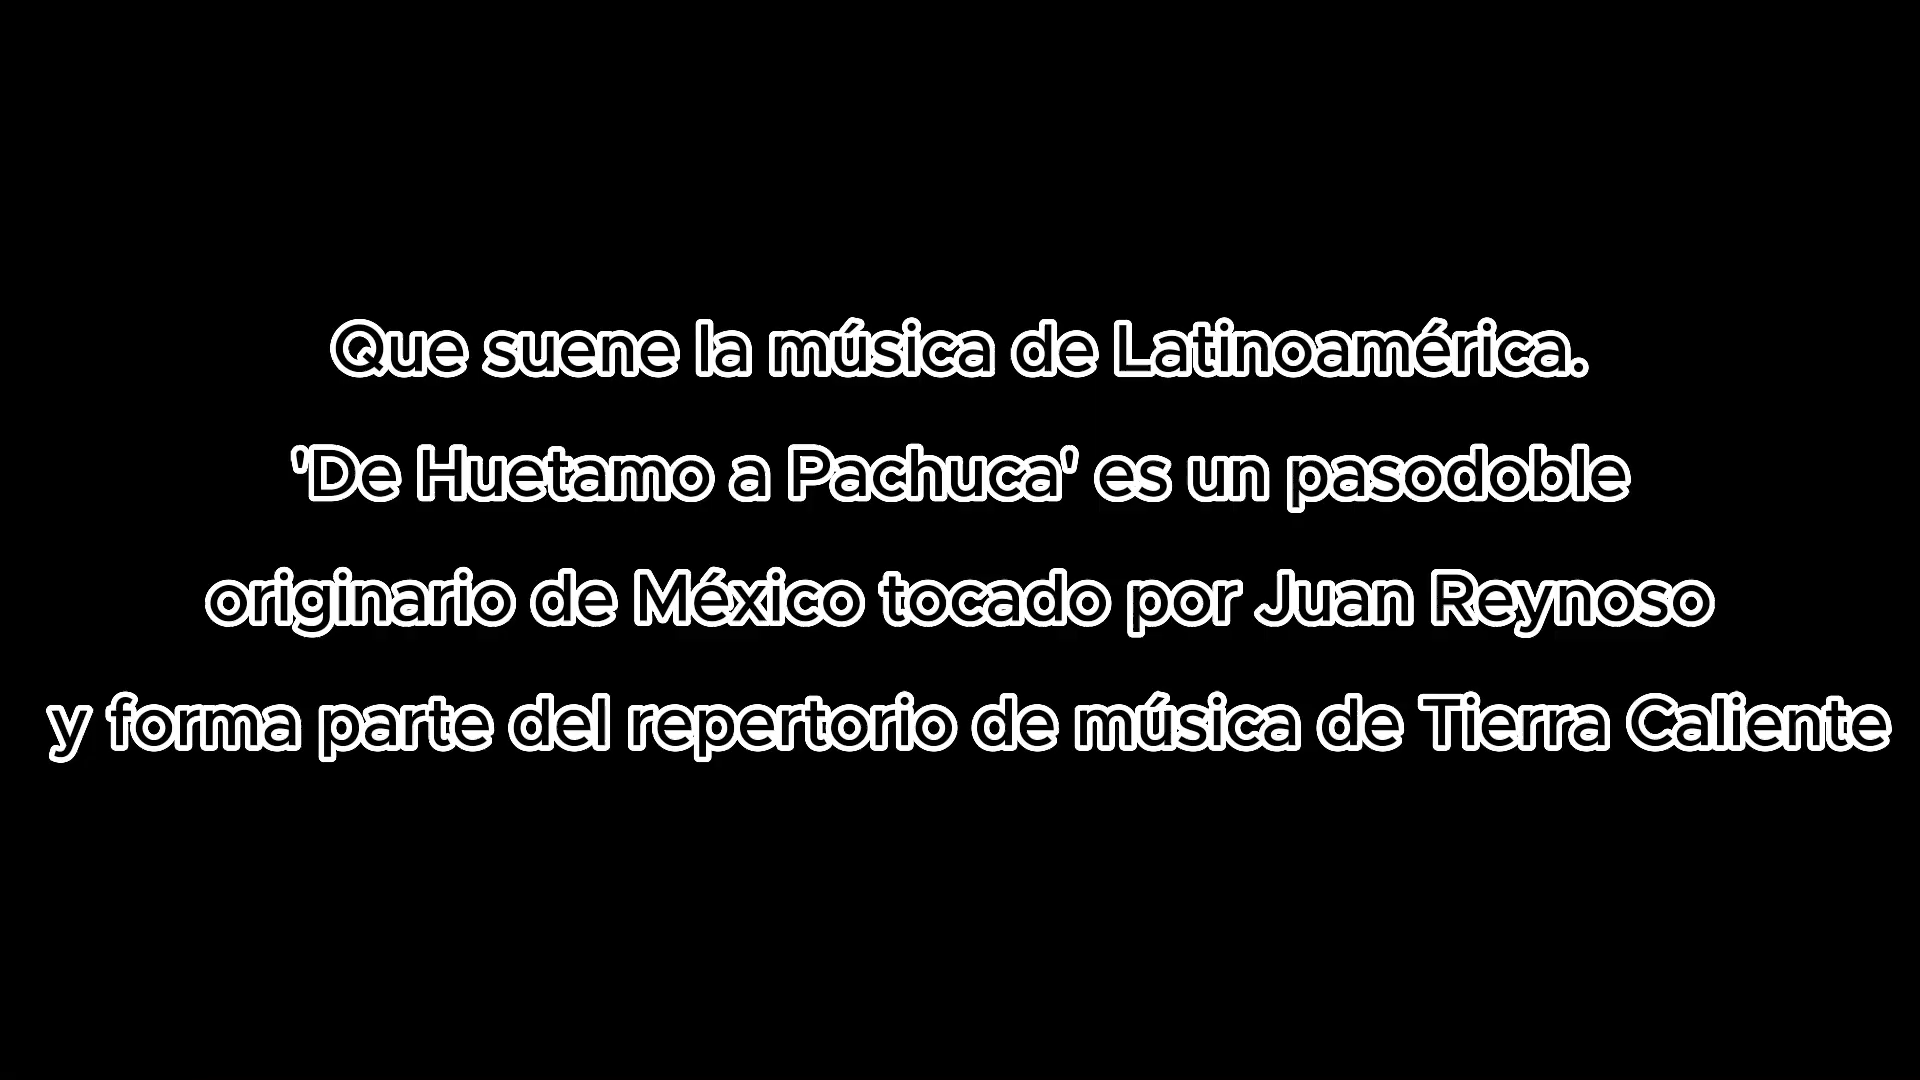 Que suene la música de Latinoamérica.
'De Huetamo a Pachuca' es un pasodoble
originario de México tocado por Juan Reynoso
y forma parte del repertorio de música de Tierra Caliente